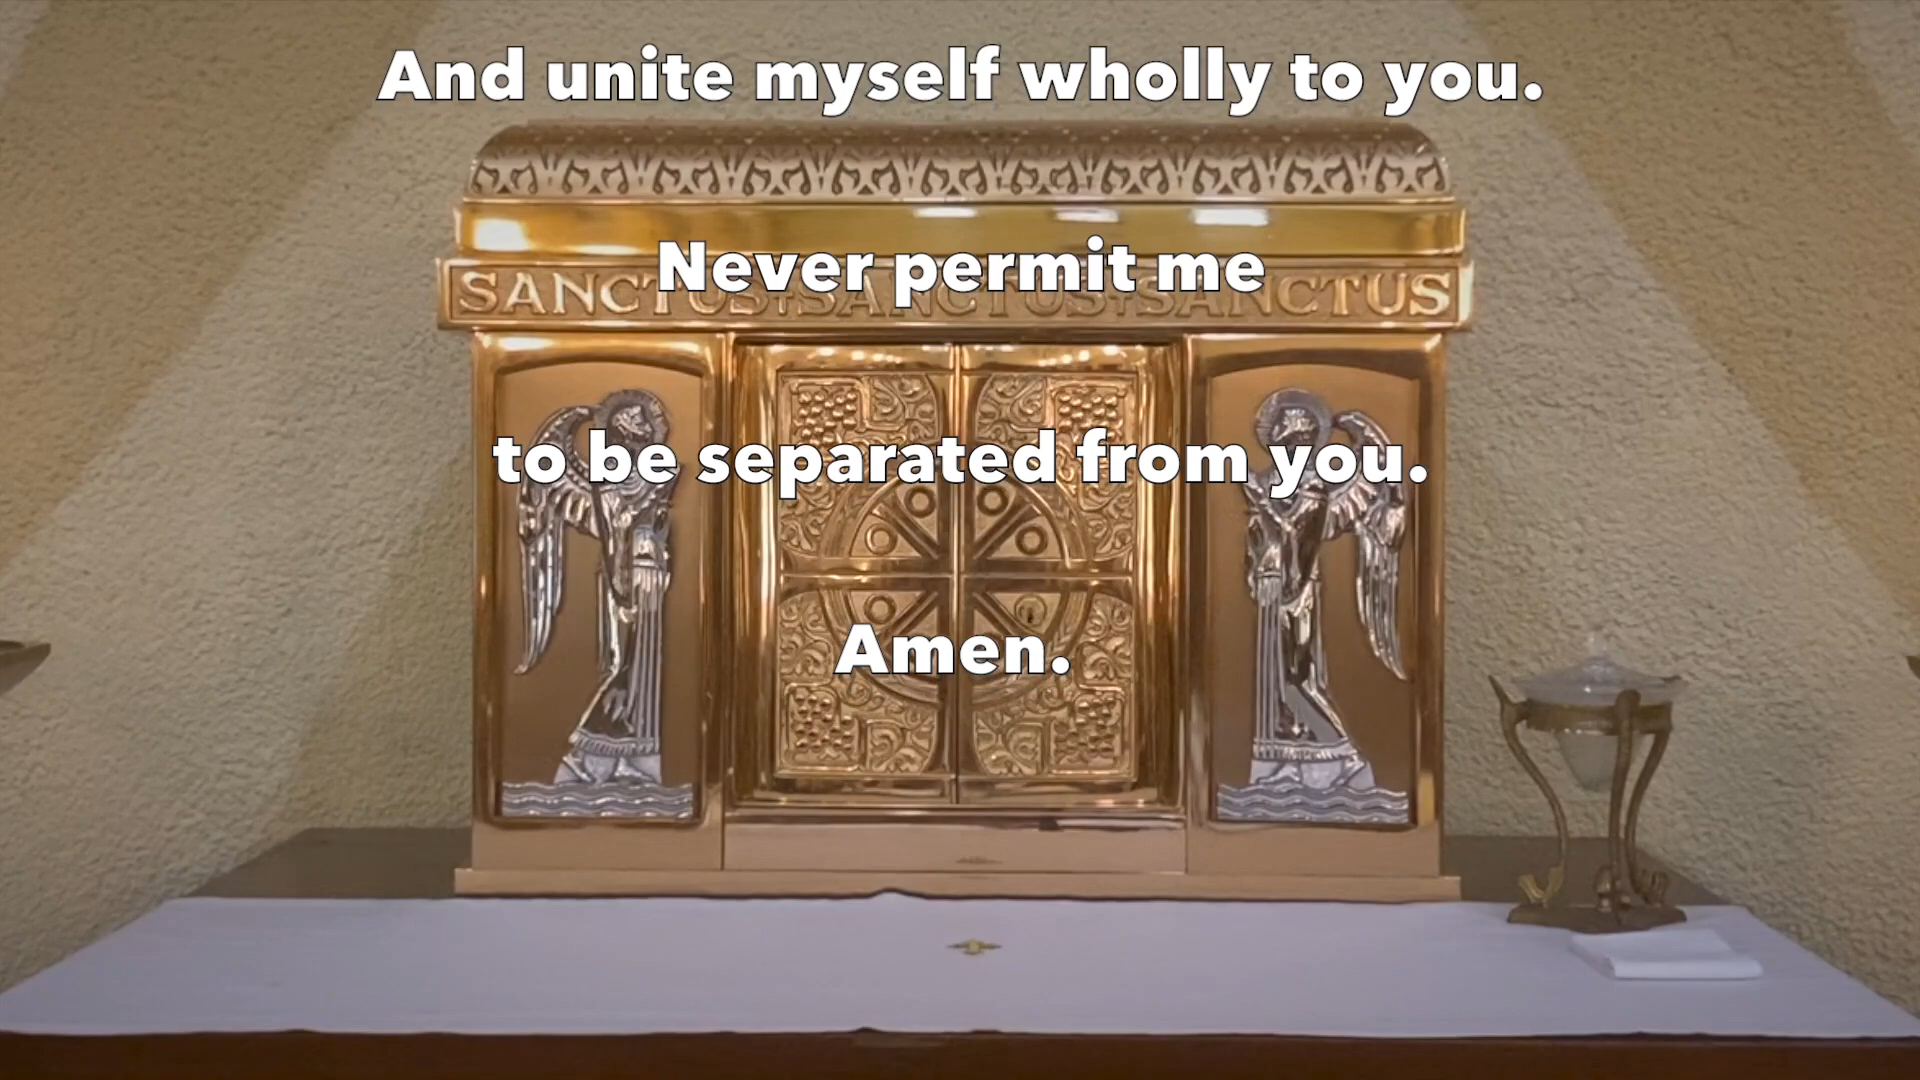 And unite myself wholly to you.
Never permit me
SANCTUS†SANCTUS†SANCTUS
to be separated from you.
Amen.